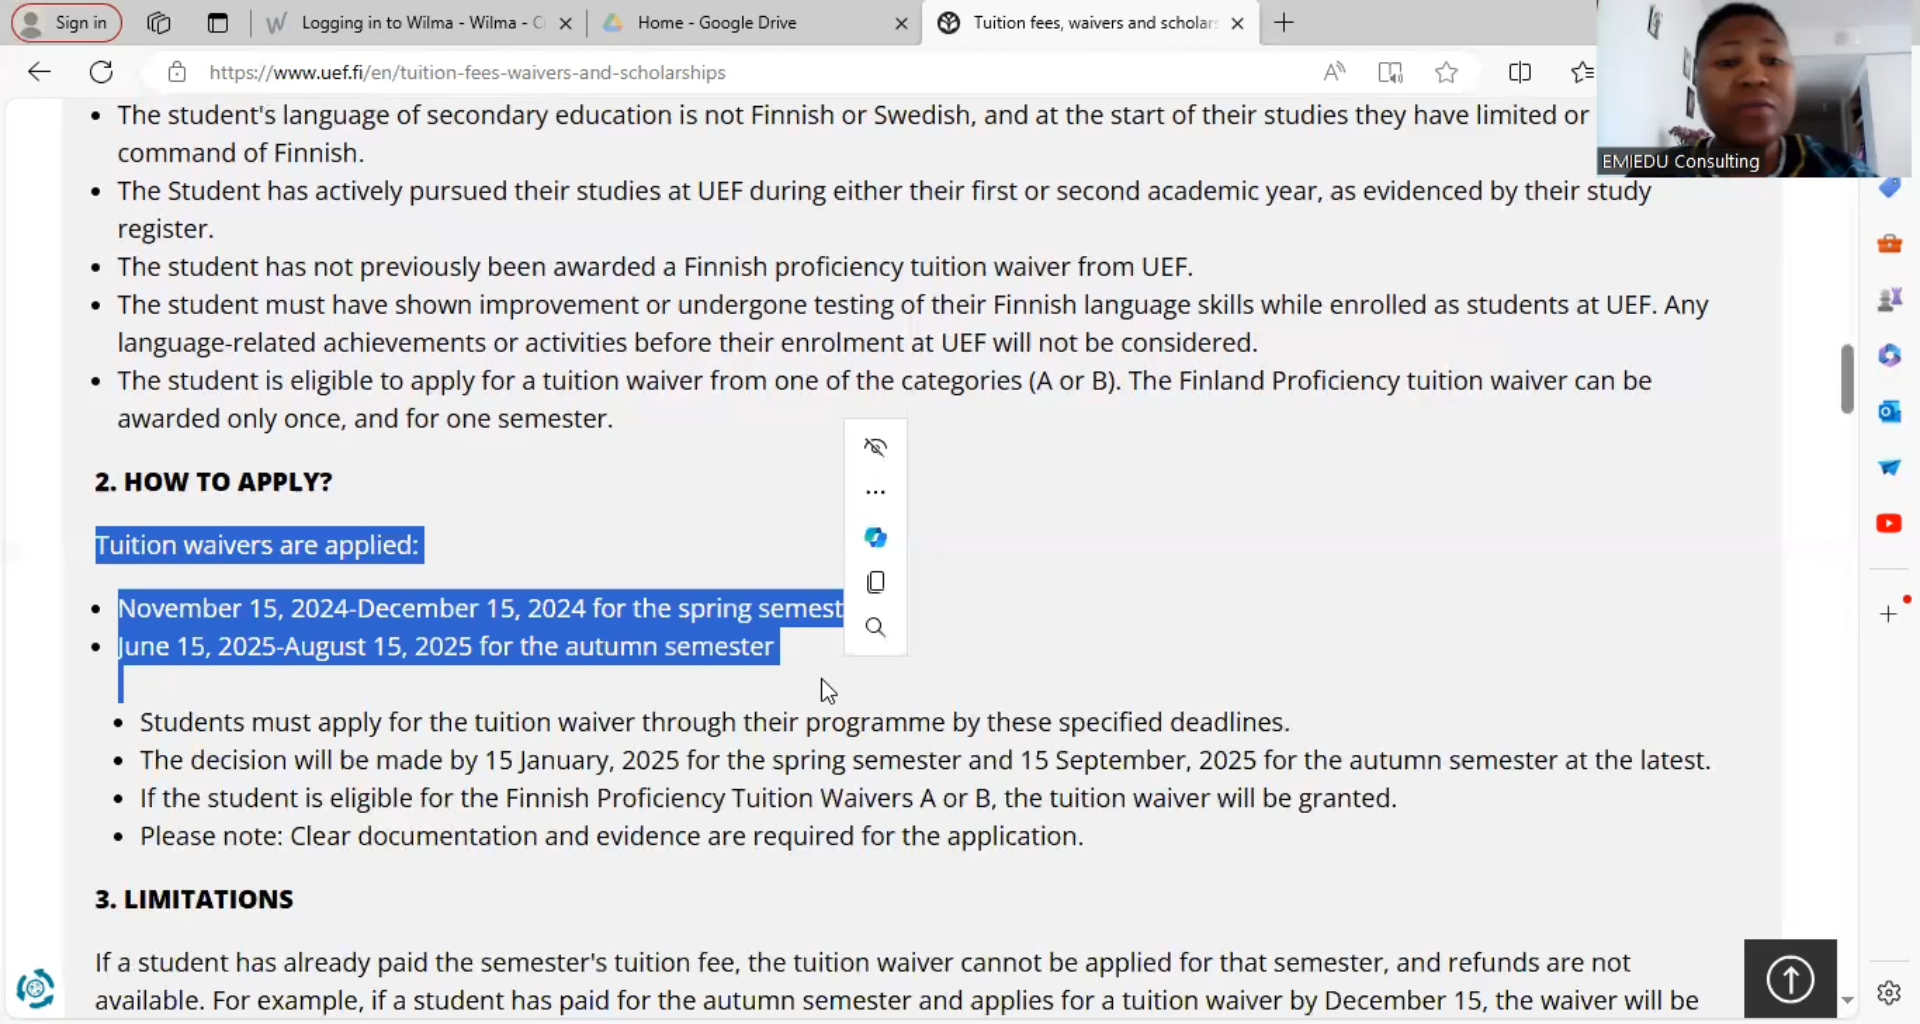 Sign in
Logging in to Wilma - Wilma - C
Home - Google Drive
Tuition fees, waivers and scholars
https://www.uef.fi/en/tuition-fees-waivers-and-scholarships
EMIEDU Consulting
The student's language of secondary education is not Finnish or Swedish, and at the start of their studies they have limited or
command of Finnish.
The Student has actively pursued their studies at UEF during either their first or second academic year, as evidenced by their study
register.
The student has not previously been awarded a Finnish proficiency tuition waiver from UEF.
The student must have shown improvement or undergone testing of their Finnish language skills while enrolled as students at UEF. Any
language-related achievements or activities before their enrolment at UEF will not be considered.
The student is eligible to apply for a tuition waiver from one of the categories (A or B). The Finland Proficiency tuition waiver can be
awarded only once, and for one semester.
2. HOW TO APPLY?
Tuition waivers are applied:
November 15, 2024-December 15, 2024 for the spring semest
June 15, 2025-August 15, 2025 for the autumn semester
Students must apply for the tuition waiver through their programme by these specified deadlines.
The decision will be made by 15 January, 2025 for the spring semester and 15 September, 2025 for the autumn semester at the latest.
If the student is eligible for the Finnish Proficiency Tuition Waivers A or B, the tuition waiver will be granted.
Please note: Clear documentation and evidence are required for the application.
3. LIMITATIONS
If a student has already paid the semester's tuition fee, the tuition waiver cannot be applied for that semester, and refunds are not
available. For example, if a student has paid for the autumn semester and applies for a tuition waiver by December 15, the waiver will be